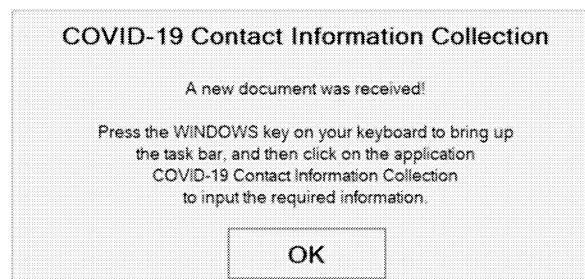 COVID-19 Contact Information Collection
A new document was received!
Press the WINDOWS key on your keyboard to bring up
the task bar, and then click on the application
COVID-19 Contact Information Collection
to input the required information.
OK